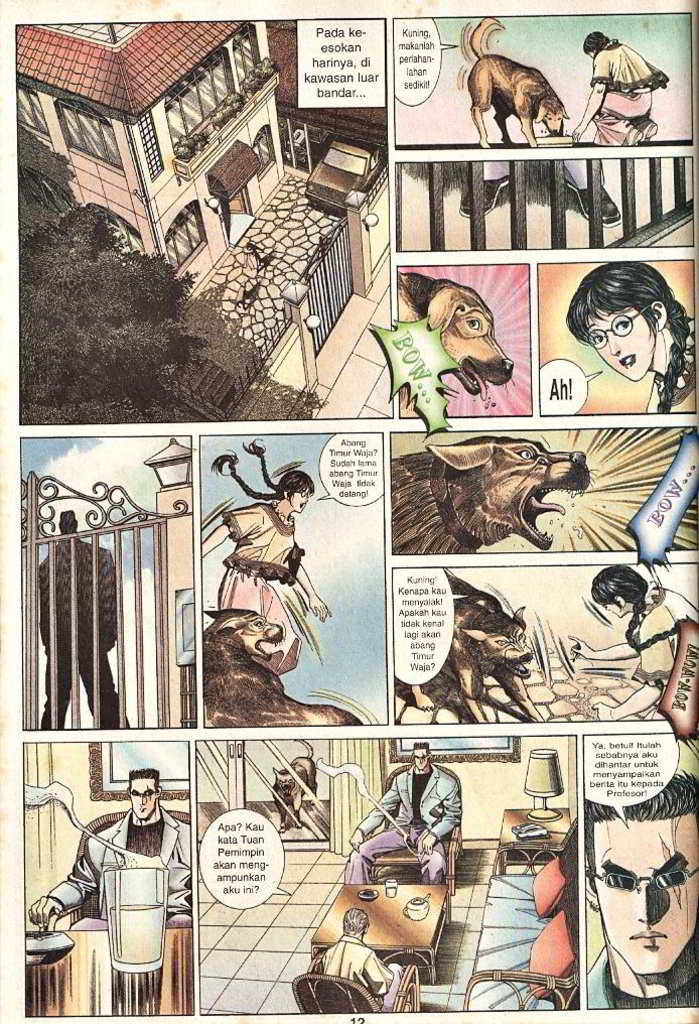 Pada ke-
esokan
harinya, di
kawasan luar
bandar...
Kuning,
makanlah
perlahan-
lahan
sedikit!
BOW...
Ah!
Abang
Timur Waja?
Sudah lama
abang Timur
Waja tidak
datang!
BOW...
Kuning!
Kenapa kau
menyalak!
Apakah kau
tidak kenal
lagi akan
abang
Timur
Waja?
BOW-WOW
Apa? Kau
kata Tuan
Pemimpin
akan meng-
ampunkan
aku ini?
Ya, betul! Itulah
sebabnya aku
dihantar untuk
menyampaikan
berita itu kepada
Profesor!
12